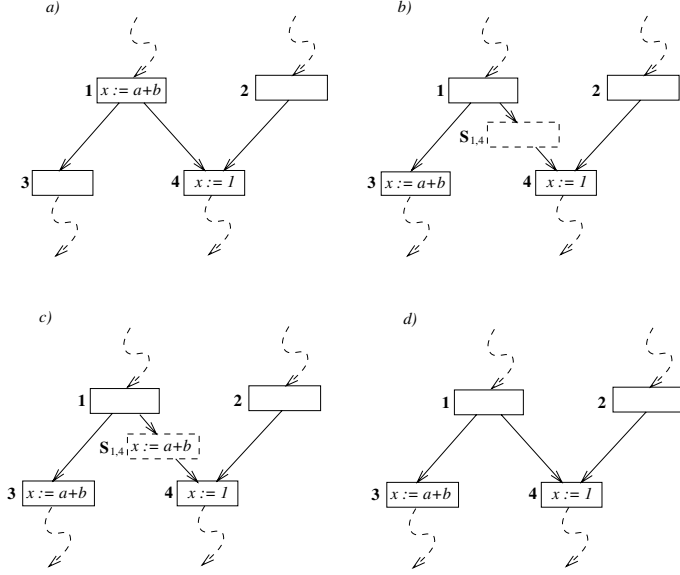 a)
1 x := a+b
2
3
4 x := 1
b)
1
2
S1,4
3 x := a+b
4 x := 1
c)
1
2
S1,4 x := a+b
3 x := a+b
4 x := 1
d)
1
2
3 x := a+b
4 x := 1